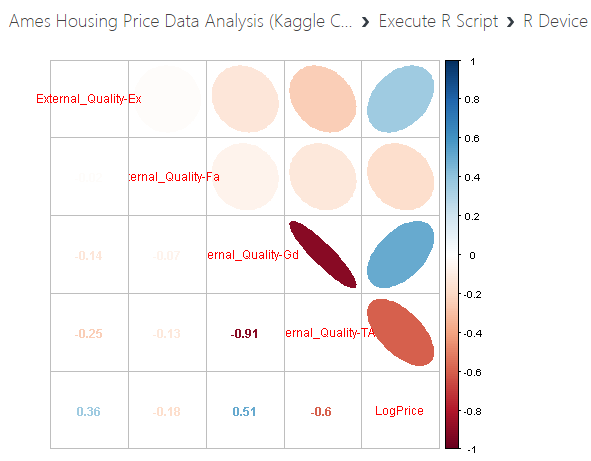 Ames Housing Price Data Analysis (Kaggle C... › Execute R Script › R Device
External_Quality-Ex
ternal_Quality-Fa
-0.14 -0.07 ernal_Quality-Gd
-0.25 -0.13 -0.91 ernal_Quality-TA
0.36 -0.18 0.51 -0.6 LogPrice
1
0.8
0.6
0.4
0.2
0
-0.2
-0.4
-0.6
-0.8
-1